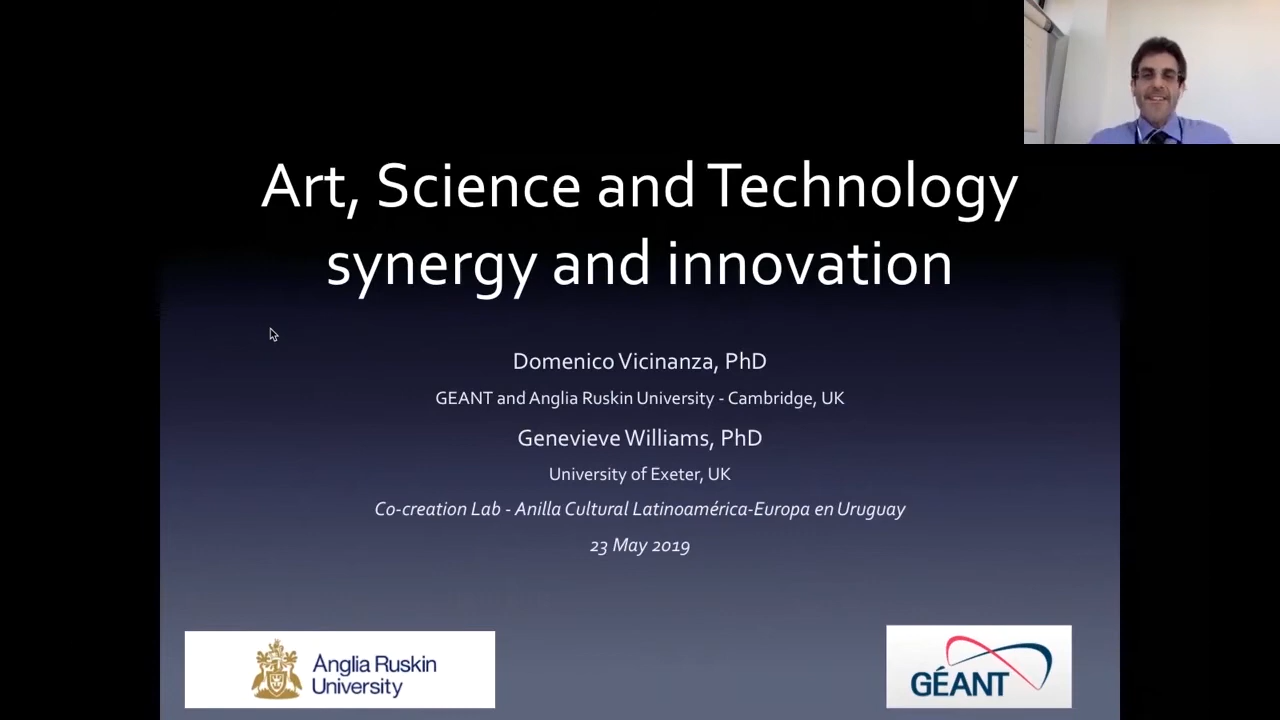 Art, Science and Technology
synergy and innovation
Domenico Vicinanza, PhD
GEANT and Anglia Ruskin University - Cambridge, UK
Genevieve Williams, PhD
University of Exeter, UK
Co-creation Lab - Anilla Cultural Latinoamérica-Europa en Uruguay
23 May 2019
Anglia Ruskin
University
GÉANT